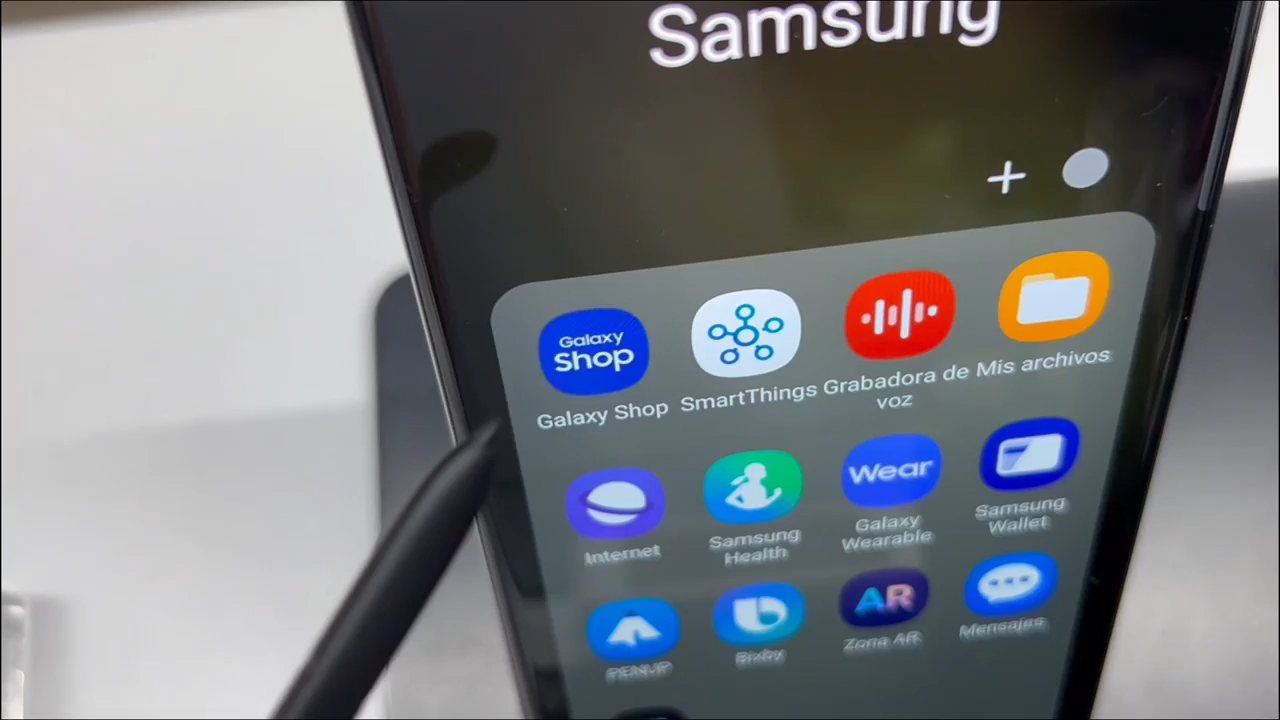 Samsung
Galaxy
Shop
Galaxy Shop
SmartThings
Grabadora de
voz
Mis archivos
Internet
Samsung
Health
Wear
Galaxy
Wearable
Samsung
Wallet
PENUP
Bixby
AR
Zona AR
Mensajes